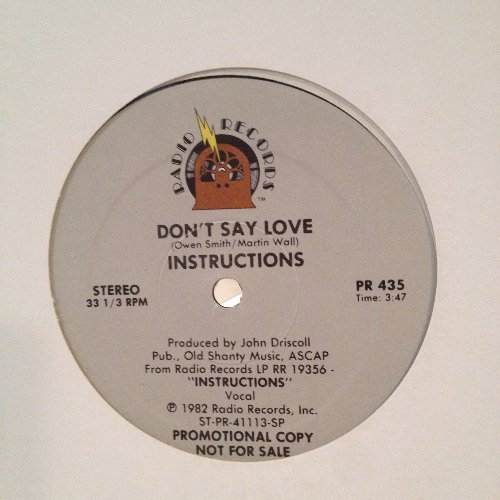 RADIO RECORDS
TM
DON'T SAY LOVE
(Owen Smith/Martin Wall)
INSTRUCTIONS
STEREO
33 1/3 RPM
PR 435
Time: 3:47
Produced by John Driscoll
Pub., Old Shanty Music, ASCAP
From Radio Records LP RR 19356 -
"INSTRUCTIONS"
Vocal
℗ 1982 Radio Records, Inc.
ST-PR-41113-SP
PROMOTIONAL COPY
NOT FOR SALE